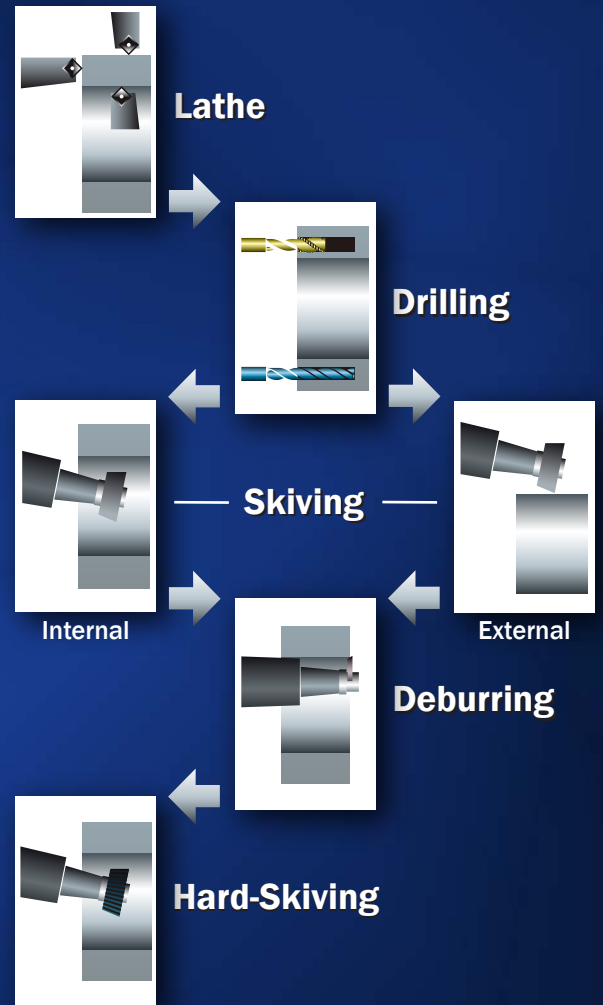 Lathe
Drilling
Skiving
Internal
External
Deburring
Hard-Skiving